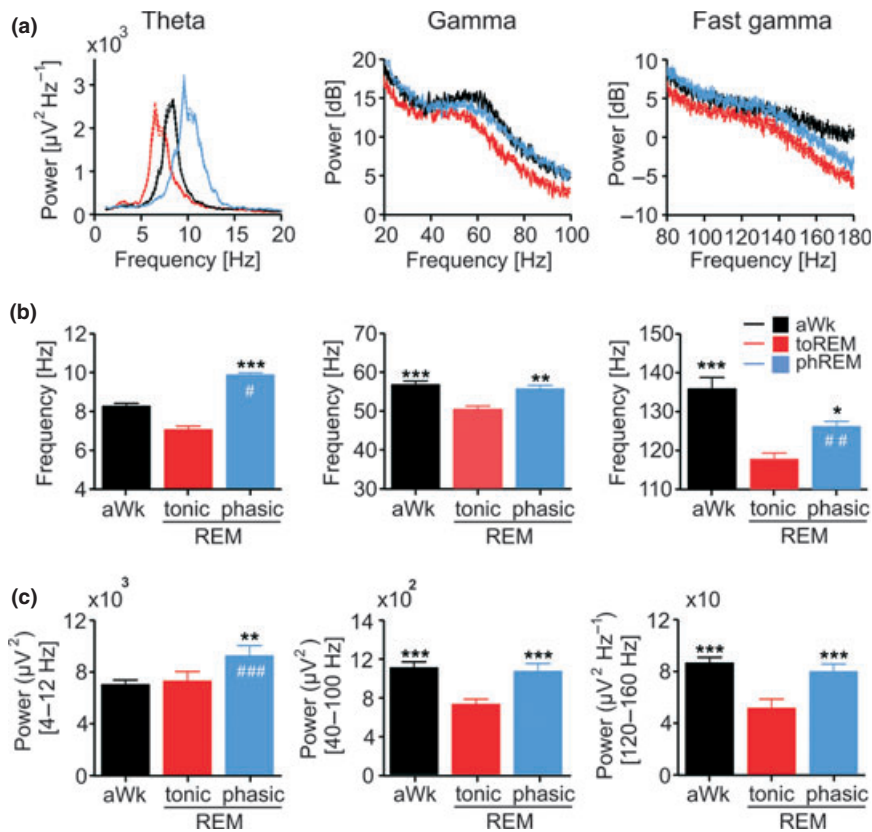 (a)
Theta
Gamma
Fast gamma
x10³
Power [µV² Hz⁻¹]
3
2
1
0
0 5 10 15 20
Frequency [Hz]
Power [dB]
20
15
10
5
0
20 40 60 80 100
Frequency [Hz]
Power [dB]
10
5
0
–5
–10
80 100 120 140 160 180
Frequency [Hz]
(b)
Frequency [Hz]
12
10
8
6
4
***
#
aWk tonic phasic
REM
Frequency [Hz]
70
60
50
40
30
*** **
aWk tonic phasic
REM
Frequency [Hz]
150
140
130
120
110
aWk
toREM
phREM
***
*
# #
aWk tonic phasic
REM
(c)
x10³
Power (µV²)
[4–12 Hz]
12
8
4
0
**
###
aWk tonic phasic
REM
x10²
Power (µV²)
[40–100 Hz]
14
12
8
4
0
*** ***
aWk tonic phasic
REM
x10
Power (µV² Hz⁻¹)
[120–160 Hz]
12
8
4
0
*** ***
aWk tonic phasic
REM